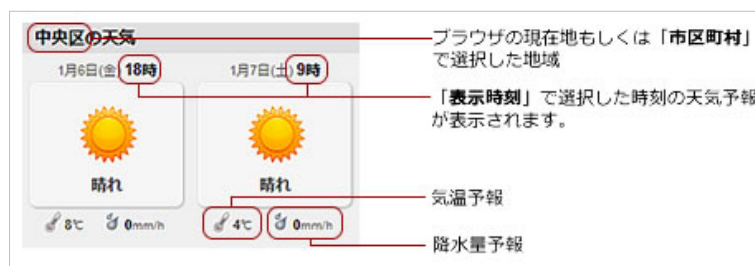 中央区の天気
1月6日(金) 18時
1月7日(土) 9時
晴れ
晴れ
8℃ 0mm/h
4℃ 0mm/h
ブラウザの現在地もしくは「市区町村」
で選択した地域
「表示時刻」で選択した時刻の天気予報
が表示されます。
気温予報
降水量予報